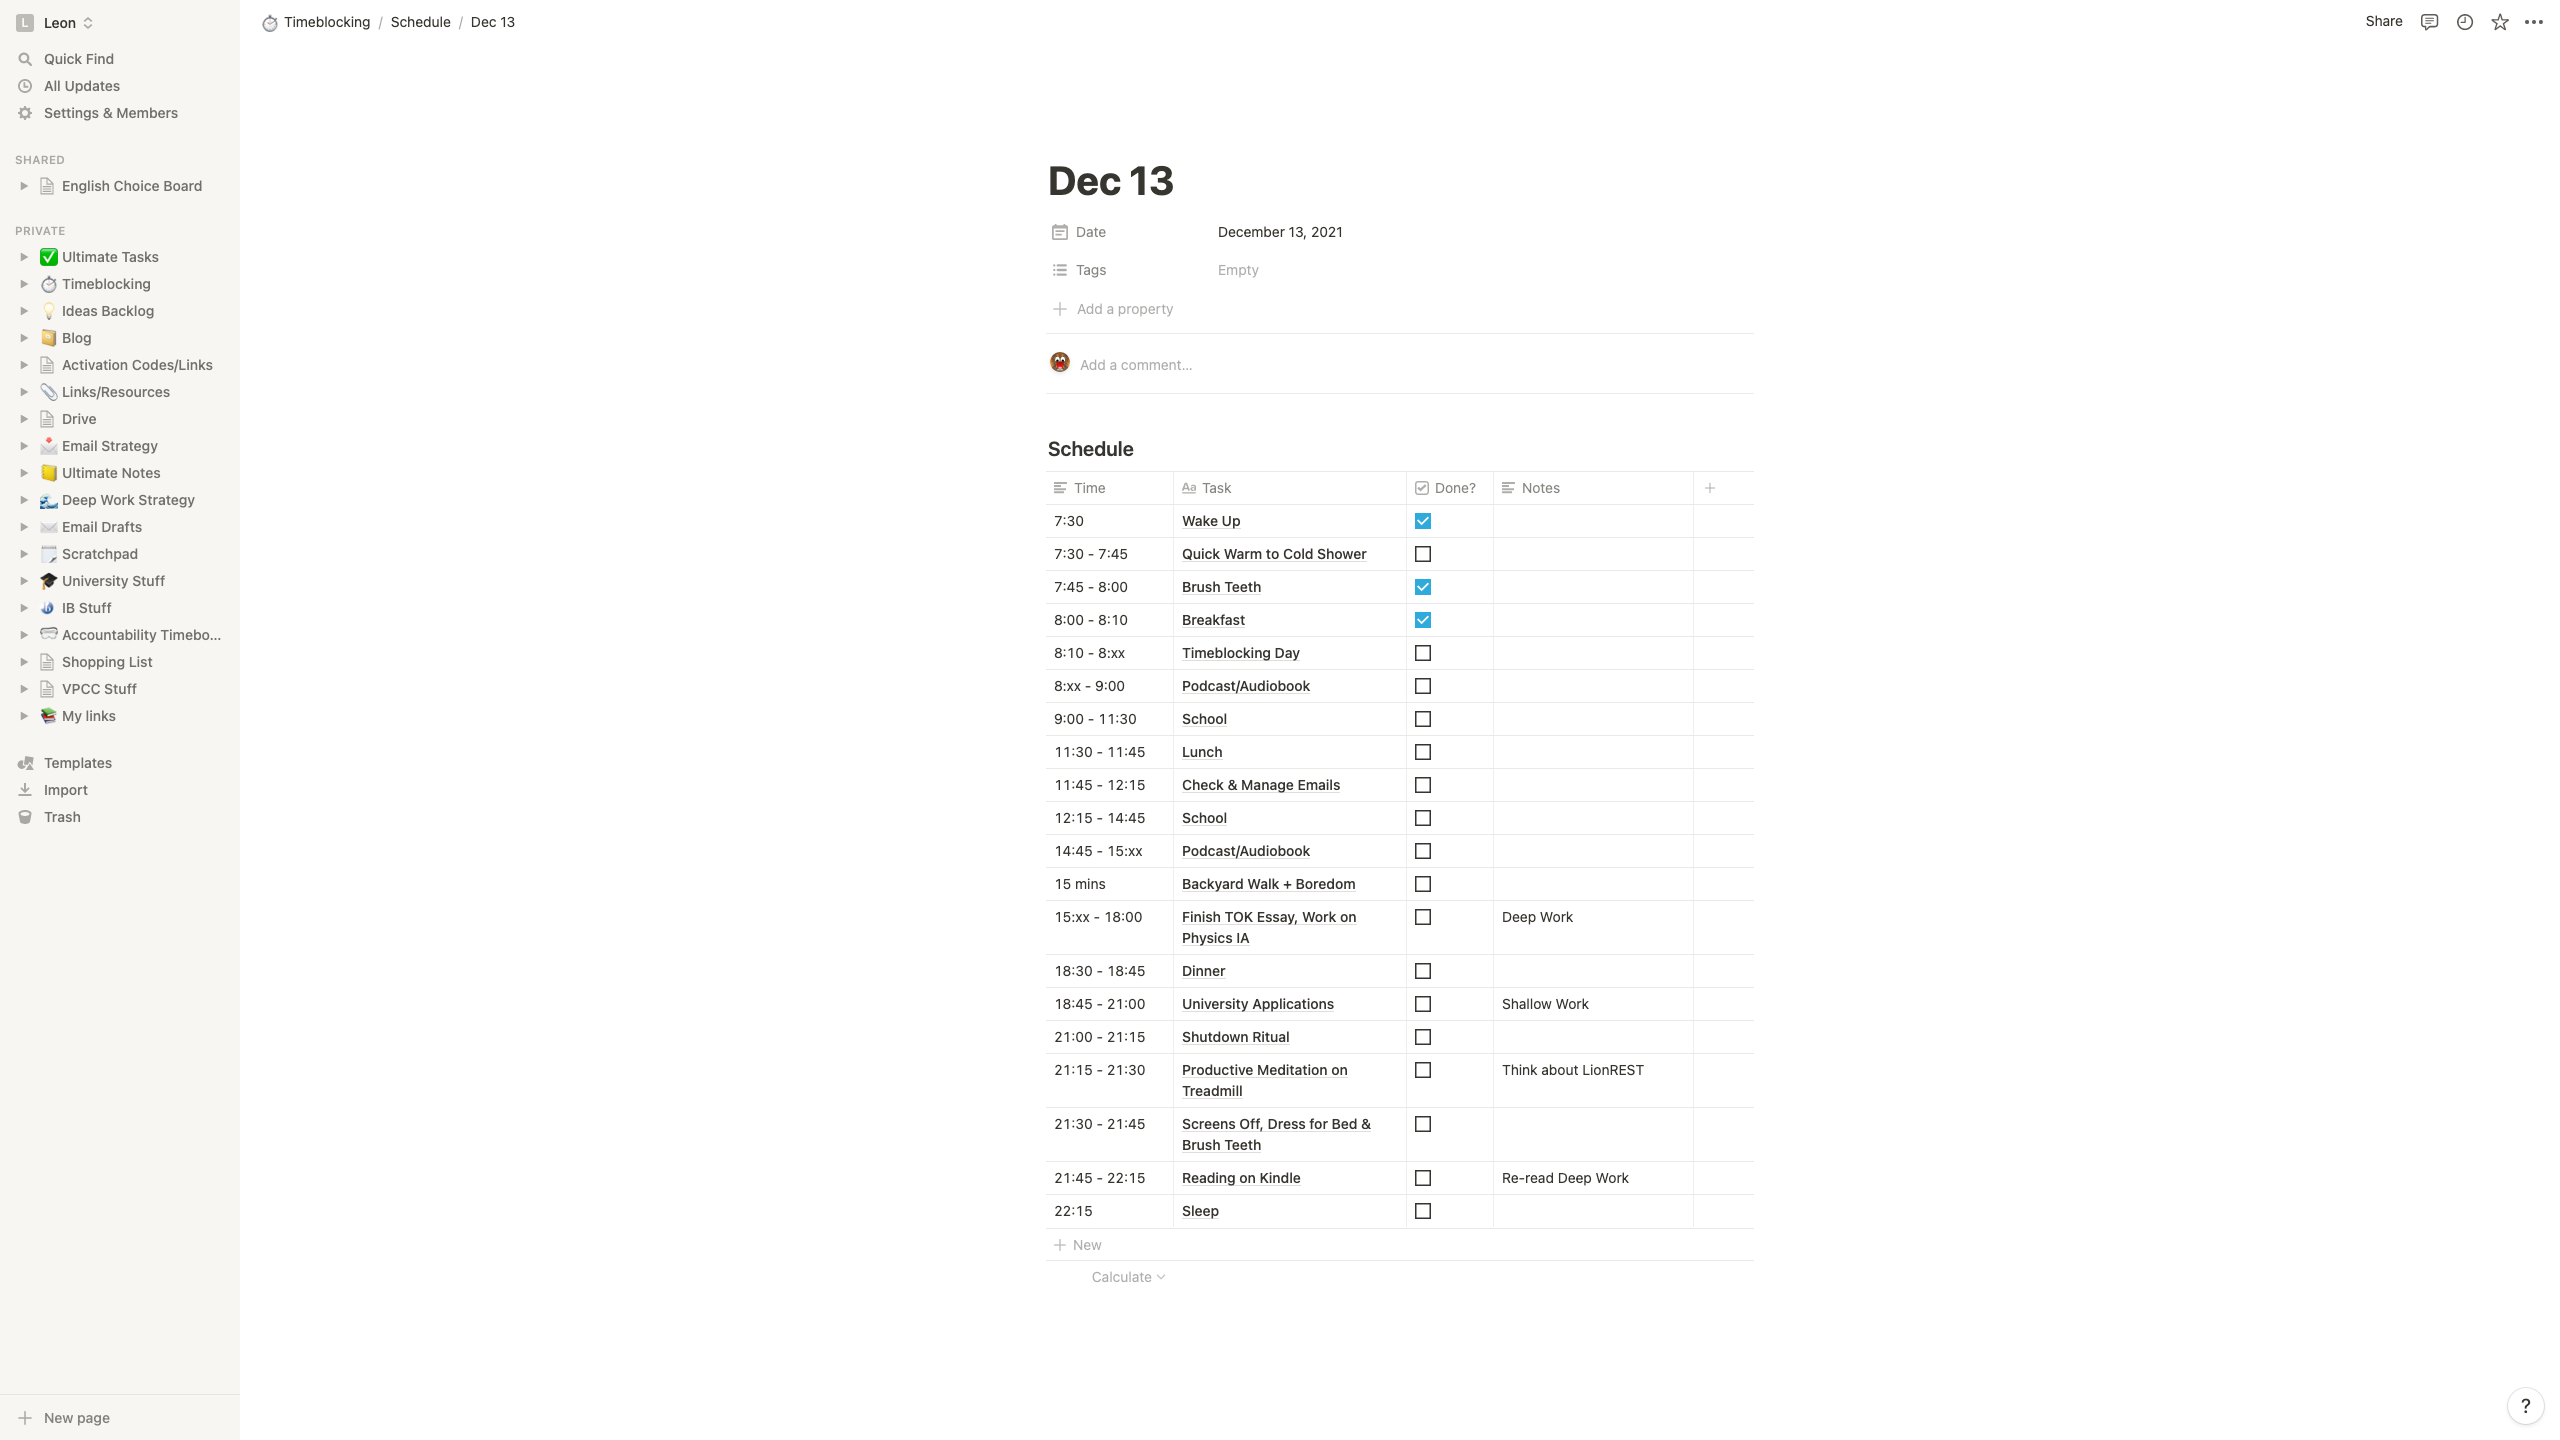 L Leon
Quick Find
All Updates
Settings & Members
SHARED
English Choice Board
PRIVATE
Ultimate Tasks
Timeblocking
Ideas Backlog
Blog
Activation Codes/Links
Links/Resources
Drive
Email Strategy
Ultimate Notes
Deep Work Strategy
Email Drafts
Scratchpad
University Stuff
IB Stuff
Accountability Timebo...
Shopping List
VPCC Stuff
My links
Templates
Import
Trash
New page
Timeblocking / Schedule / Dec 13
Share
Dec 13
Date December 13, 2021
Tags Empty
Add a property
Add a comment...
Schedule
Time Aa Task Done? Notes
7:30 Wake Up
7:30 - 7:45 Quick Warm to Cold Shower
7:45 - 8:00 Brush Teeth
8:00 - 8:10 Breakfast
8:10 - 8:xx Timeblocking Day
8:xx - 9:00 Podcast/Audiobook
9:00 - 11:30 School
11:30 - 11:45 Lunch
11:45 - 12:15 Check & Manage Emails
12:15 - 14:45 School
14:45 - 15:xx Podcast/Audiobook
15 mins Backyard Walk + Boredom
15:xx - 18:00 Finish TOK Essay, Work on Deep Work
Physics IA
18:30 - 18:45 Dinner
18:45 - 21:00 University Applications Shallow Work
21:00 - 21:15 Shutdown Ritual
21:15 - 21:30 Productive Meditation on Think about LionREST
Treadmill
21:30 - 21:45 Screens Off, Dress for Bed &
Brush Teeth
21:45 - 22:15 Reading on Kindle Re-read Deep Work
22:15 Sleep
New
Calculate
?